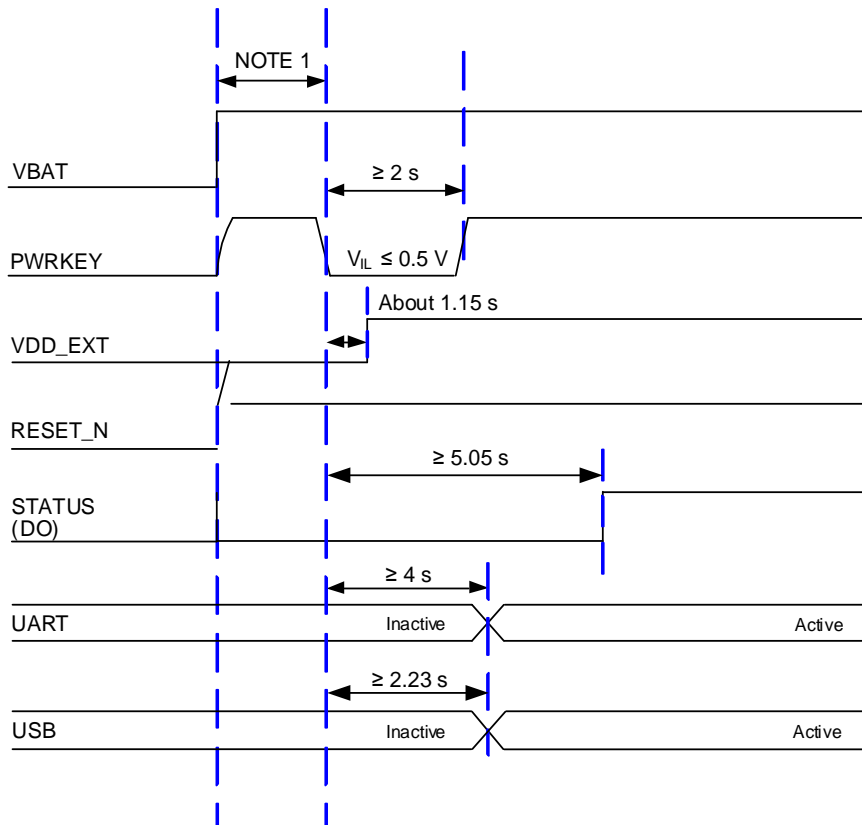 NOTE 1
VBAT
≥ 2 s
PWRKEY
VIL ≤ 0.5 V
About 1.15 s
VDD_EXT
RESET_N
≥ 5.05 s
STATUS
(DO)
≥ 4 s
UART
Inactive
Active
≥ 2.23 s
USB
Inactive
Active